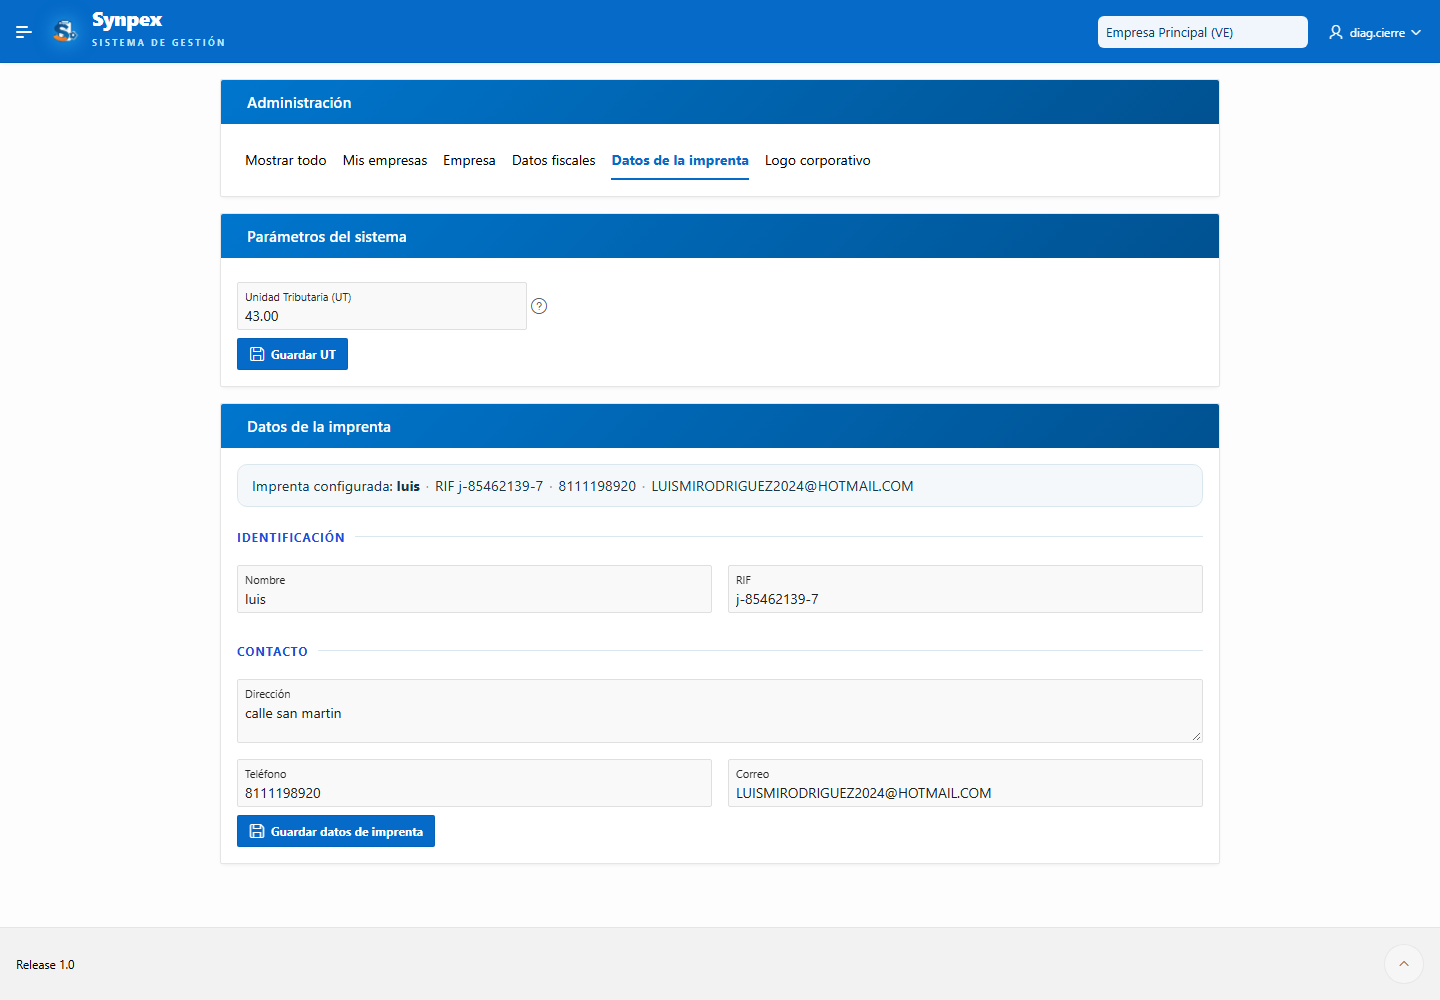 Synpex
SISTEMA DE GESTIÓN
Empresa Principal (VE)
diag.cierre
Administración
Mostrar todo
Mis empresas
Empresa
Datos fiscales
Datos de la imprenta
Logo corporativo
Parámetros del sistema
Unidad Tributaria (UT)
43.00
?
Guardar UT
Datos de la imprenta
Imprenta configurada: luis · RIF j-85462139-7 · 8111198920 · LUISMIRODRIGUEZ2024@HOTMAIL.COM
IDENTIFICACIÓN
Nombre
luis
RIF
j-85462139-7
CONTACTO
Dirección
calle san martin
Teléfono
8111198920
Correo
LUISMIRODRIGUEZ2024@HOTMAIL.COM
Guardar datos de imprenta
Release 1.0